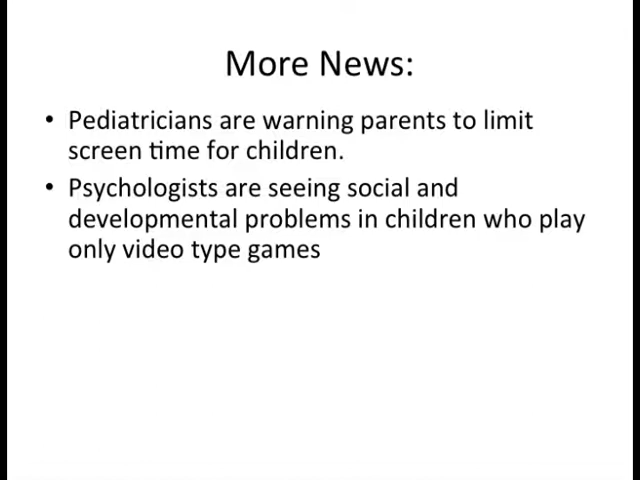 More News:
• Pediatricians are warning parents to limit
screen time for children.
• Psychologists are seeing social and
developmental problems in children who play
only video type games